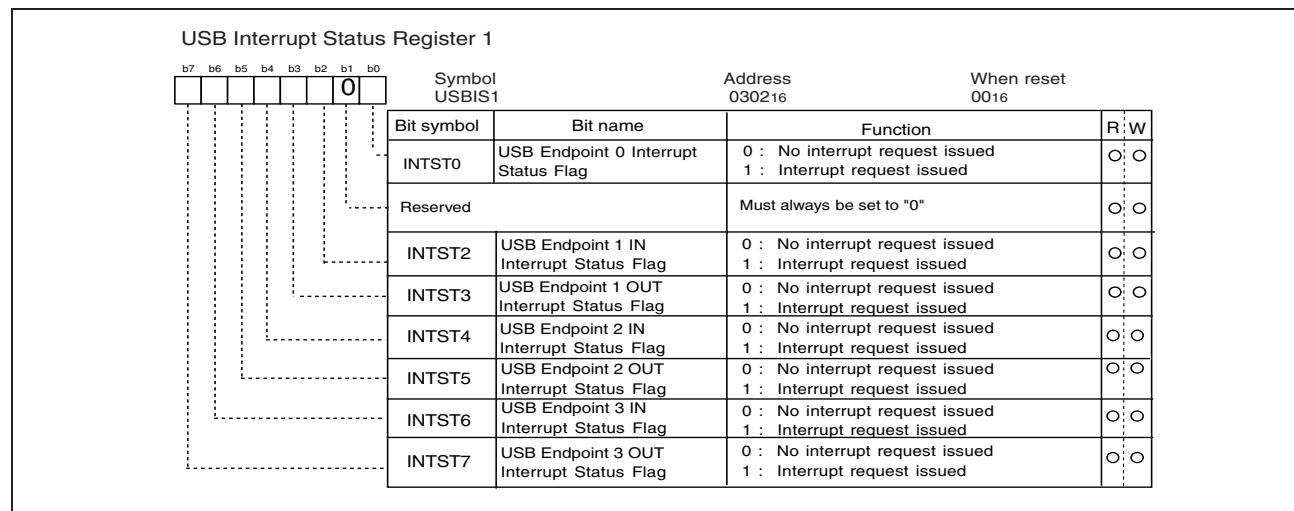 USB Interrupt Status Register 1
b7 b6 b5 b4 b3 b2 b1 b0
0
Symbol Address When reset
USBIS1 030216 0016
Bit symbol Bit name Function R W
INTST0 USB Endpoint 0 Interrupt Status Flag 0 : No interrupt request issued
1 : Interrupt request issued O O
Reserved Must always be set to "0" O O
INTST2 USB Endpoint 1 IN Interrupt Status Flag 0 : No interrupt request issued
1 : Interrupt request issued O O
INTST3 USB Endpoint 1 OUT Interrupt Status Flag 0 : No interrupt request issued
1 : Interrupt request issued O O
INTST4 USB Endpoint 2 IN Interrupt Status Flag 0 : No interrupt request issued
1 : Interrupt request issued O O
INTST5 USB Endpoint 2 OUT Interrupt Status Flag 0 : No interrupt request issued
1 : Interrupt request issued O O
INTST6 USB Endpoint 3 IN Interrupt Status Flag 0 : No interrupt request issued
1 : Interrupt request issued O O
INTST7 USB Endpoint 3 OUT Interrupt Status Flag 0 : No interrupt request issued
1 : Interrupt request issued O O